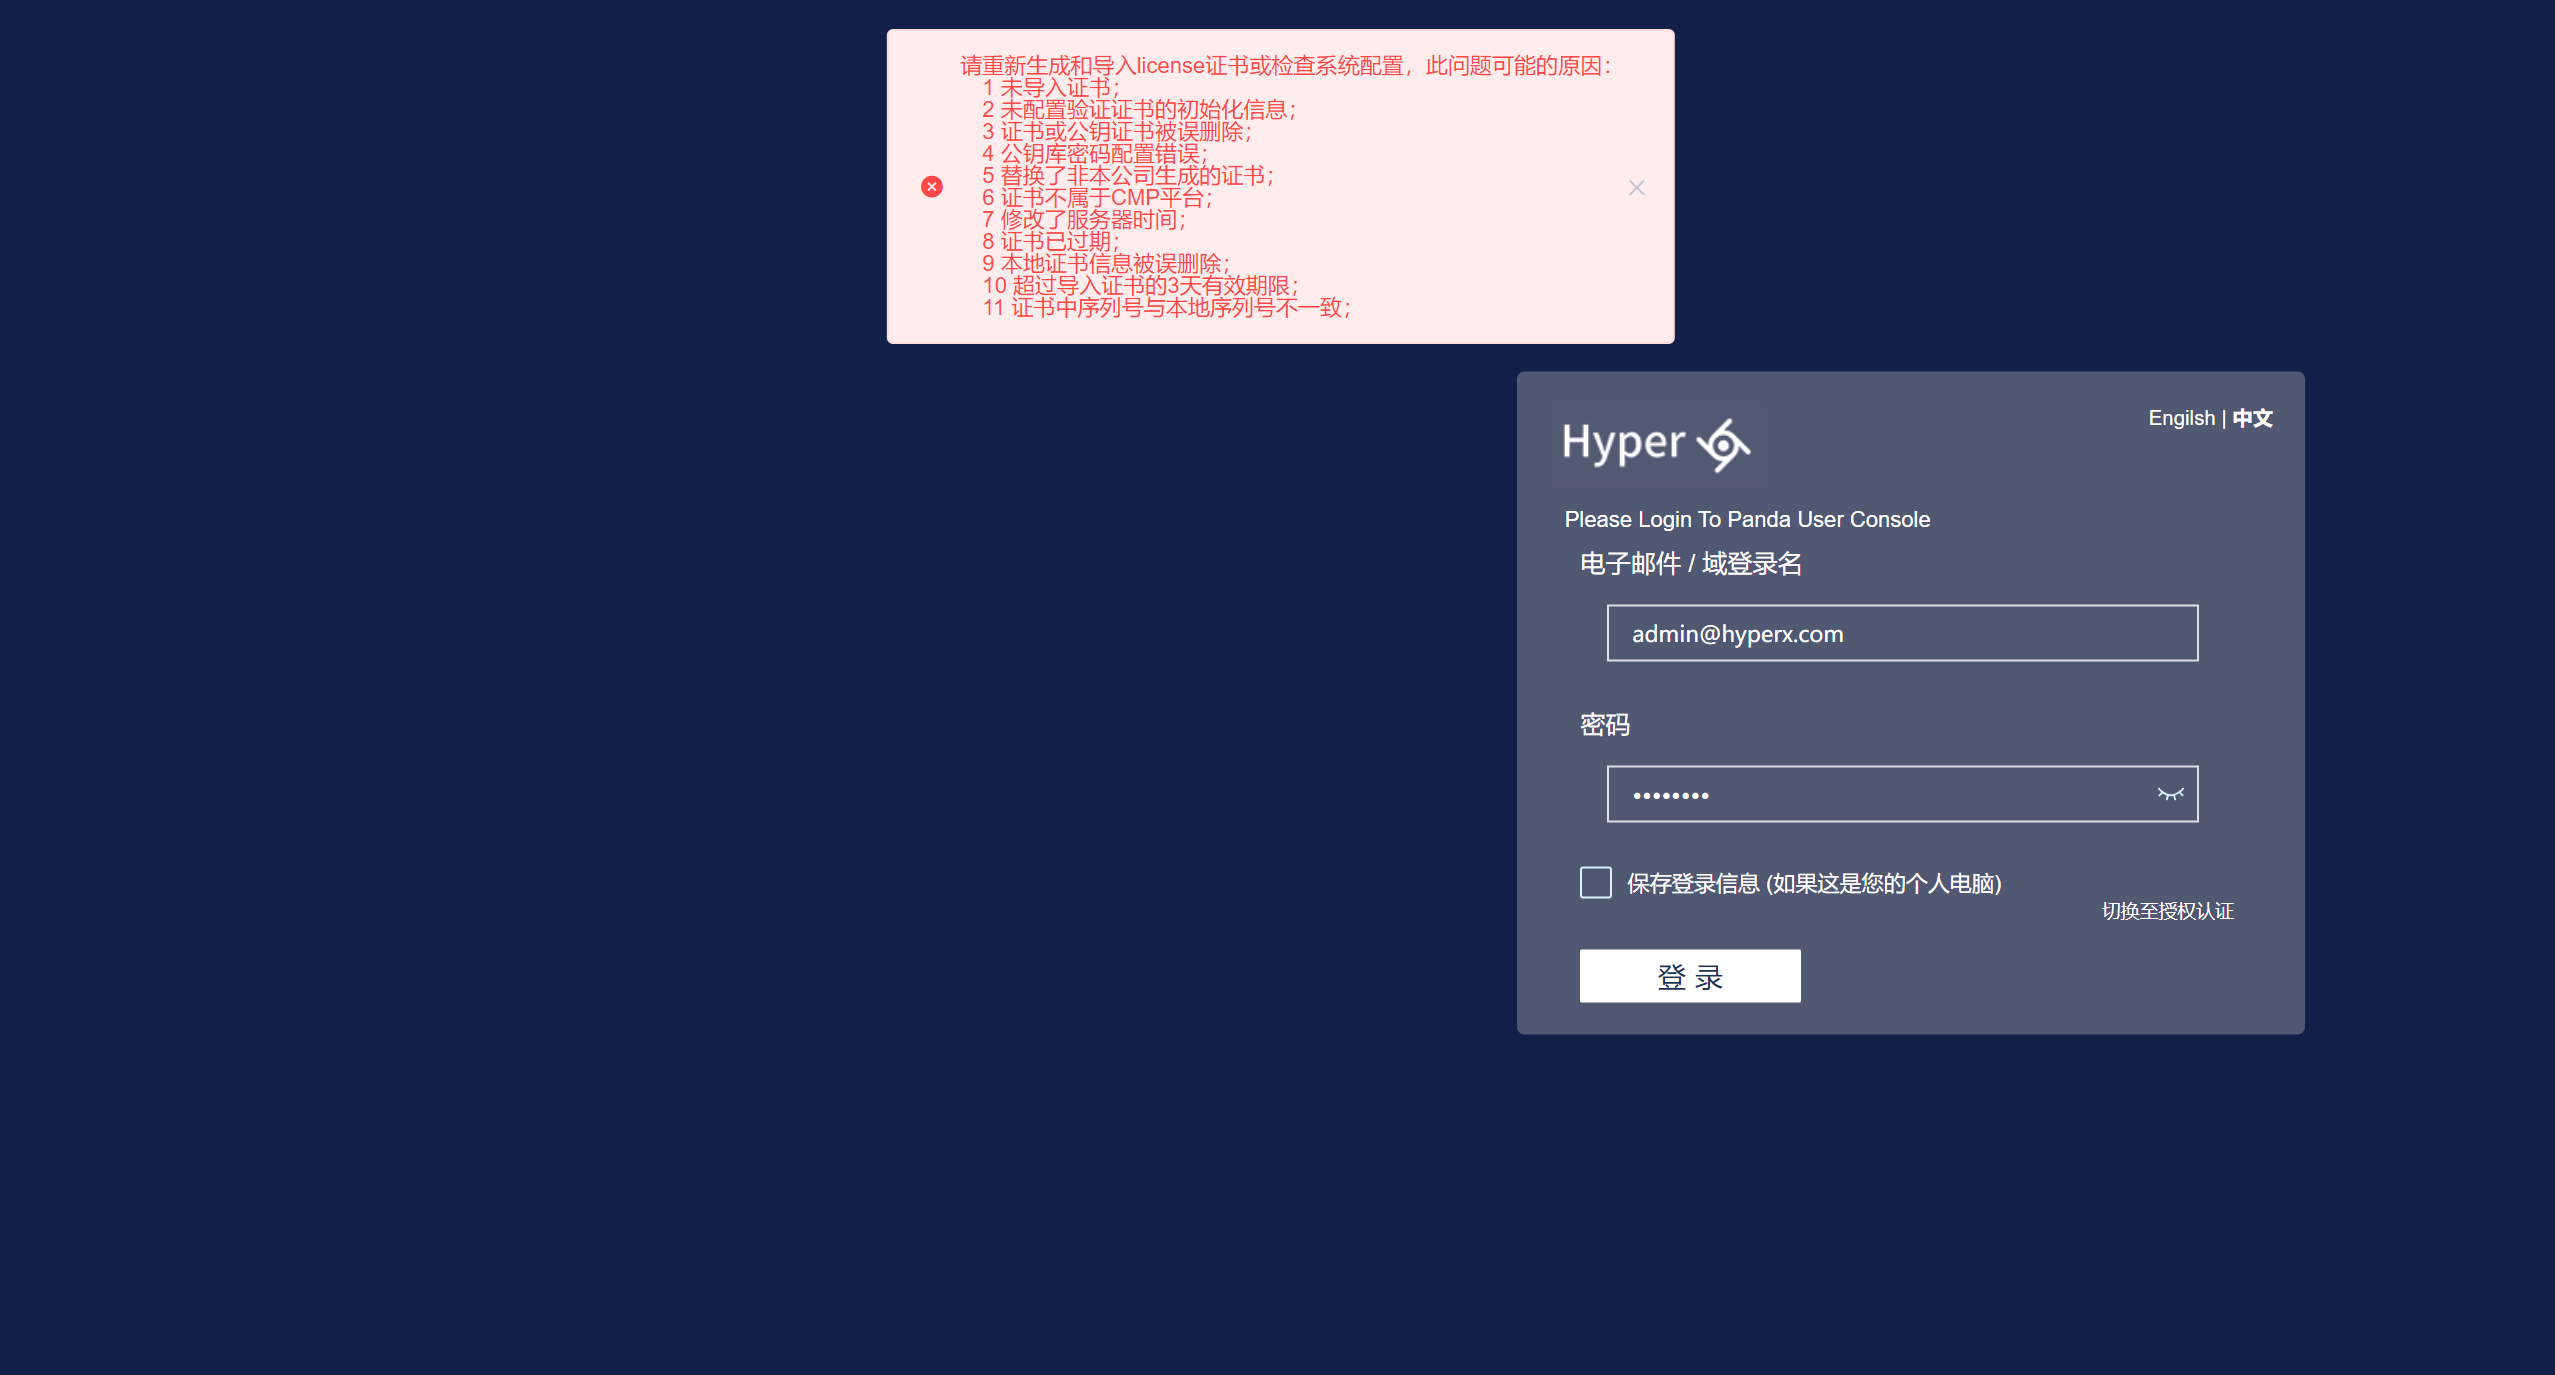 请重新生成和导入license证书或检查系统配置，此问题可能的原因：
1 未导入证书；
2 未配置验证证书的初始化信息；
3 证书或公钥证书被误删除；
4 公钥库密码配置错误；
5 替换了非本公司生成的证书；
6 证书不属于CMP平台；
7 修改了服务器时间；
8 证书已过期；
9 本地证书信息被误删除；
10 超过导入证书的3天有效期限；
11 证书中序列号与本地序列号不一致；
Engilsh | 中文
Hyper
Please Login To Panda User Console
电子邮件 / 域登录名
admin@hyperx.com
密码
••••••••
保存登录信息 (如果这是您的个人电脑)
切换至授权认证
登 录